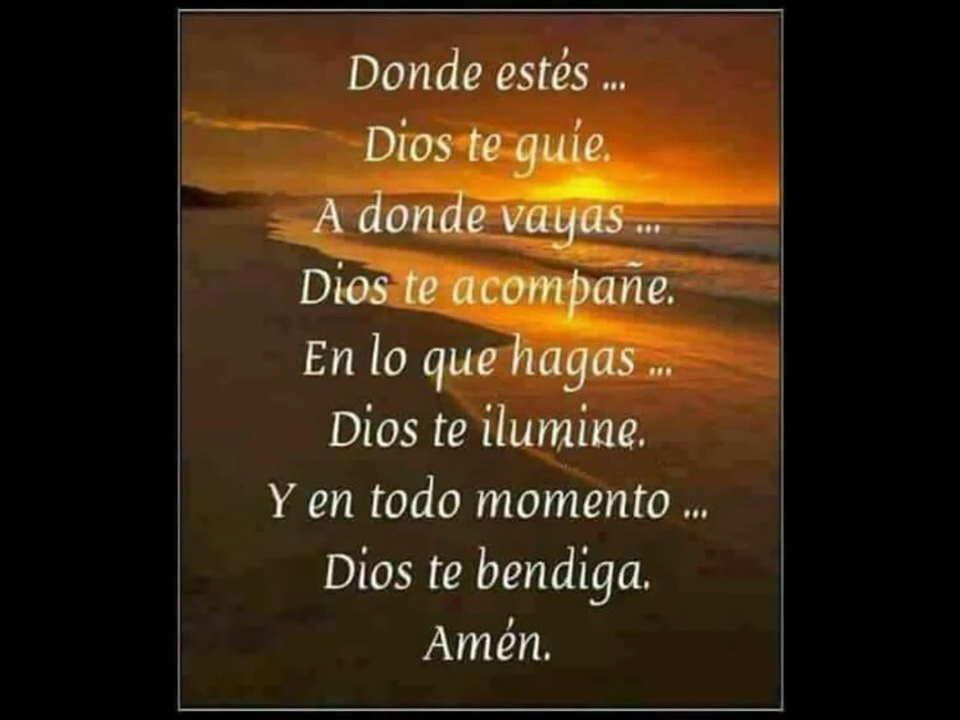 Donde estés ...
Dios te guíe.
A donde vayas ...
Dios te acompañe.
En lo que hagas ...
Dios te ilumine.
Y en todo momento ...
Dios te bendiga.
Amén.